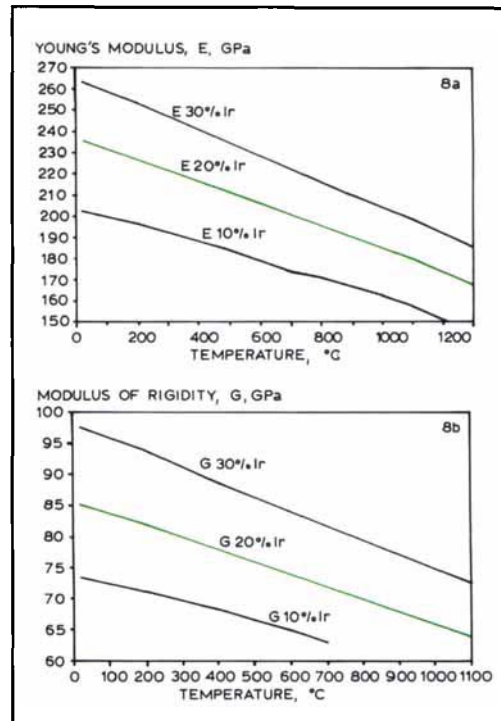 YOUNG'S MODULUS, E, GPa
270
8a
260
E 30% Ir
250
240
230
E 20% Ir
220
210
200
E 10% Ir
190
180
170
160
150
0 200 400 600 800 1000 1200
TEMPERATURE, °C
MODULUS OF RIGIDITY, G, GPa
100
8b
95
G 30% Ir
90
85
80
G 20% Ir
75
70
G 10% Ir
65
60
0 100 200 300 400 500 600 700 800 900 1000 1100
TEMPERATURE, °C